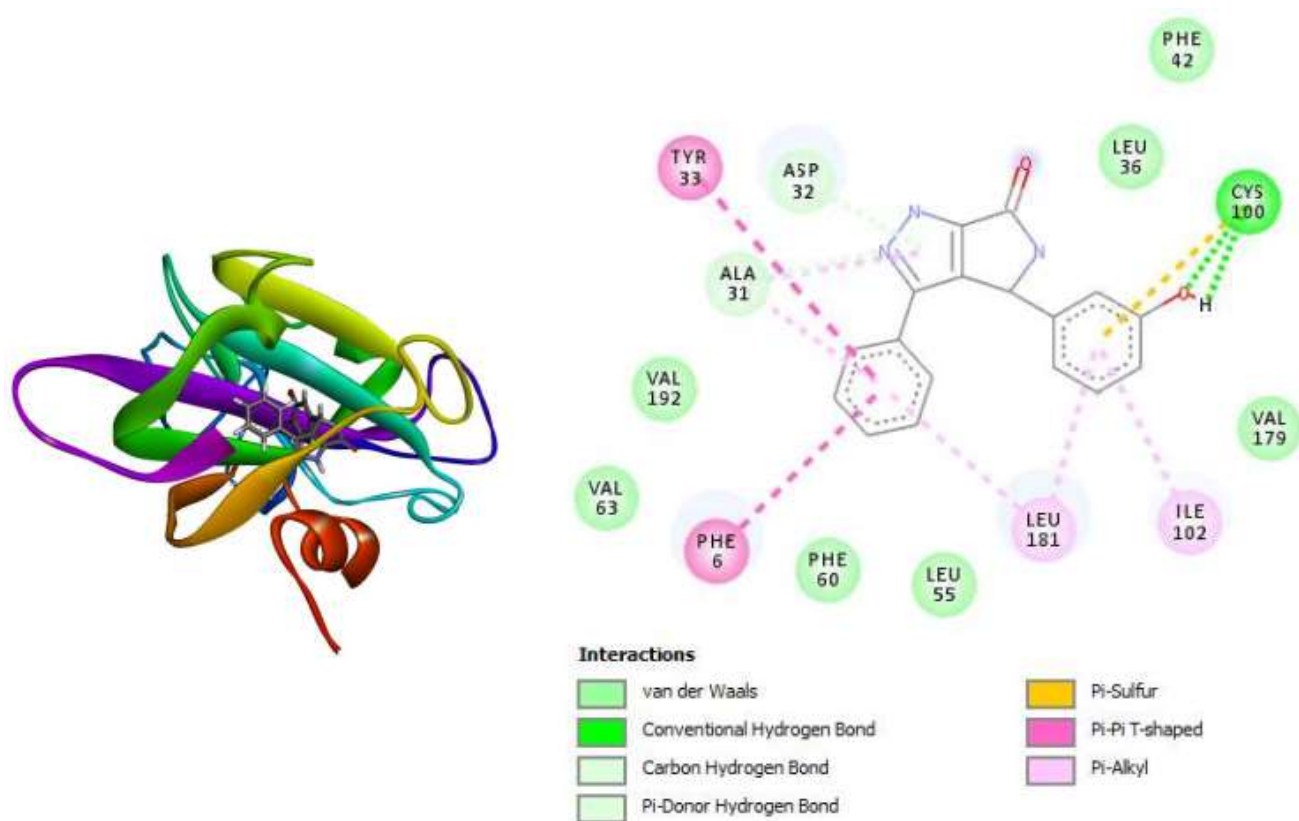 PHE
42
TYR
33
ASP
32
LEU
36
CYS
100
O
N
N
N
ALA
31
O
H
VAL
192
VAL
179
VAL
63
PHE
6
PHE
60
LEU
55
LEU
181
ILE
102
Interactions
van der Waals
Conventional Hydrogen Bond
Carbon Hydrogen Bond
Pi-Donor Hydrogen Bond
Pi-Sulfur
Pi-Pi T-shaped
Pi-Alkyl